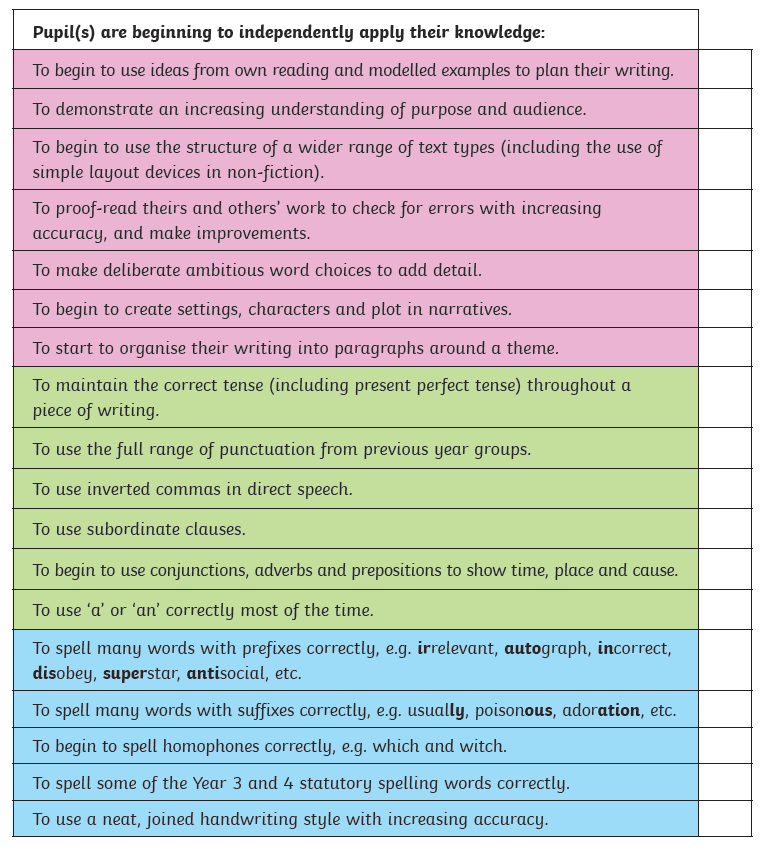 Pupil(s) are beginning to independently apply their knowledge:
To begin to use ideas from own reading and modelled examples to plan their writing.
To demonstrate an increasing understanding of purpose and audience.
To begin to use the structure of a wider range of text types (including the use of
simple layout devices in non-fiction).
To proof-read theirs and others’ work to check for errors with increasing
accuracy, and make improvements.
To make deliberate ambitious word choices to add detail.
To begin to create settings, characters and plot in narratives.
To start to organise their writing into paragraphs around a theme.
To maintain the correct tense (including present perfect tense) throughout a
piece of writing.
To use the full range of punctuation from previous year groups.
To use inverted commas in direct speech.
To use subordinate clauses.
To begin to use conjunctions, adverbs and prepositions to show time, place and cause.
To use ‘a’ or ‘an’ correctly most of the time.
To spell many words with prefixes correctly, e.g. irrelevant, autograph, incorrect,
disobey, superstar, antisocial, etc.
To spell many words with suffixes correctly, e.g. usually, poisonous, adoration, etc.
To begin to spell homophones correctly, e.g. which and witch.
To spell some of the Year 3 and 4 statutory spelling words correctly.
To use a neat, joined handwriting style with increasing accuracy.